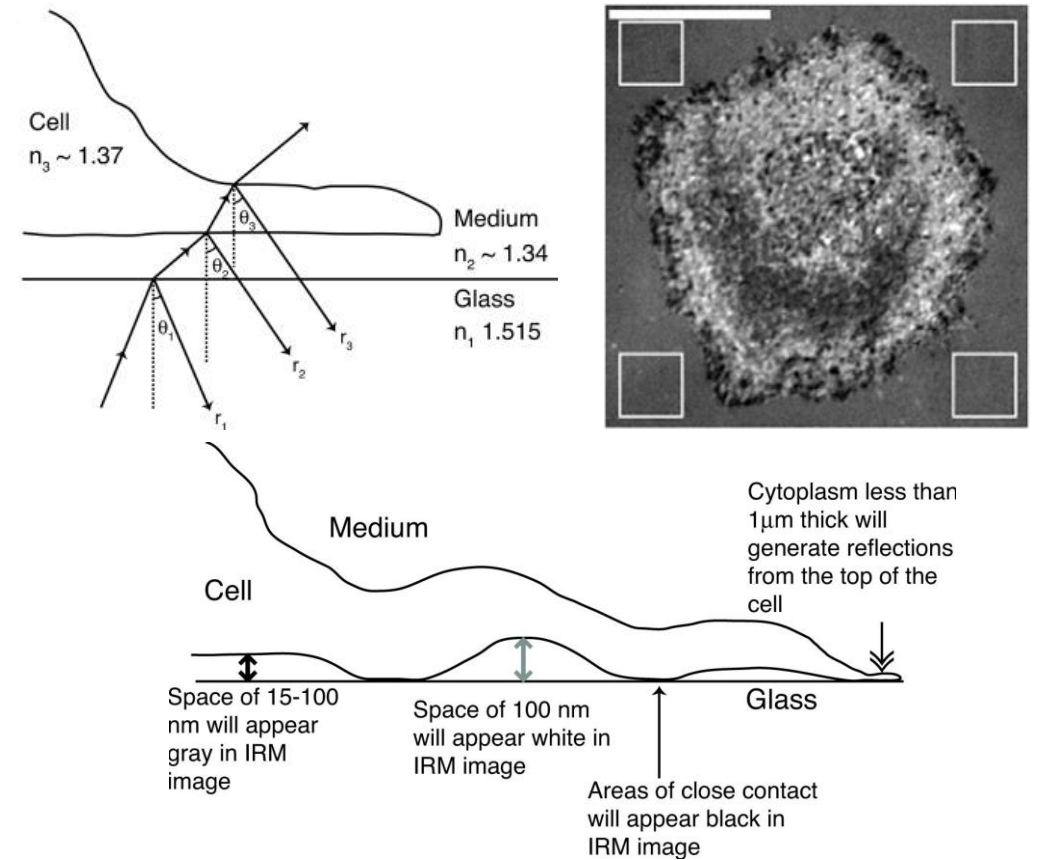 Cell
n3 ~ 1.37
Medium
n2 ~ 1.34
Glass
n1 1.515
θ1
θ2
θ3
r1
r2
r3
Medium
Cell
Cytoplasm less than
1μm thick will
generate reflections
from the top of the
cell
Space of 15-100
nm will appear
gray in IRM
image
Space of 100 nm
will appear white in
IRM image
Glass
Areas of close contact
will appear black in
IRM image